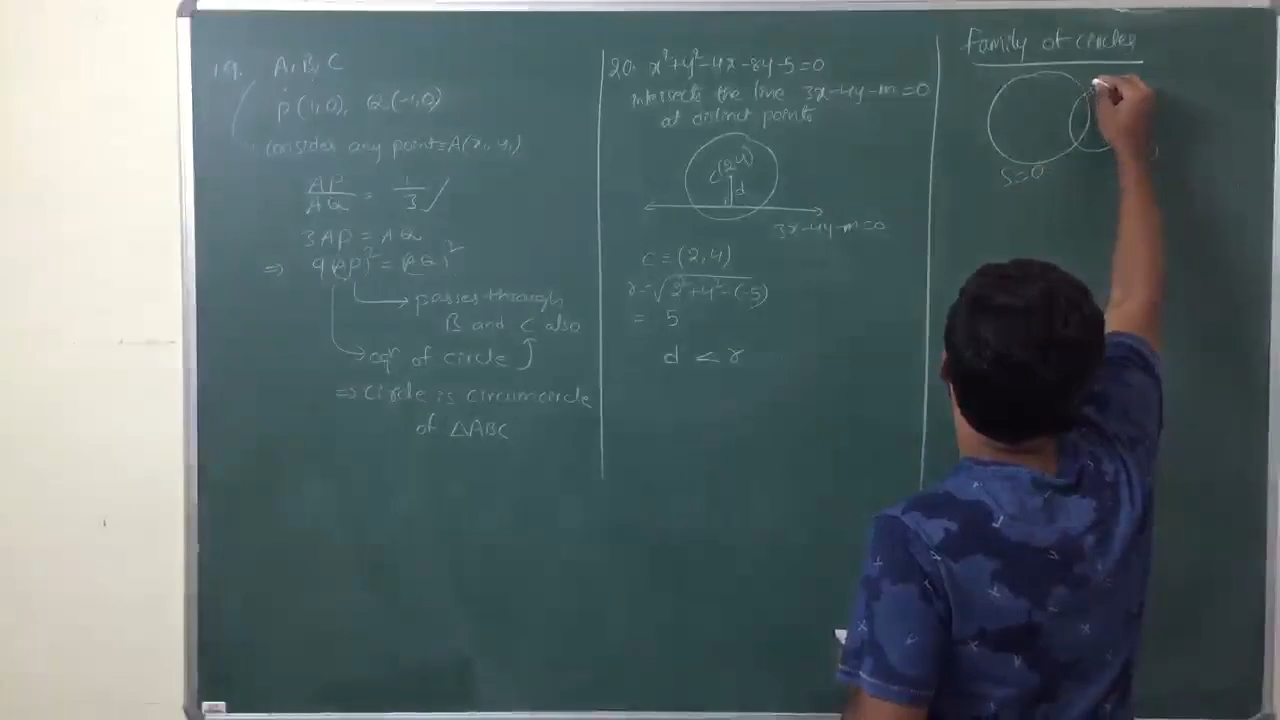 19. A, B, C
P(1,0), Q(-1,0)
consider any point = A(x₁, y₁)
AP/AQ = 1/3
3AP = AQ
⇒ 9(AP)² = (AQ)²
passes through
B and C also
eqn of circle
⇒ Circle is circumcircle
of △ABC
20. x²+y²-4x-8y-5=0
intersects the line 3x-4y-m=0
at distinct points
C(2,4)
d
3x-4y-m=0
C = (2,4)
r = √2²+4²-(-5)
= 5
d < r
Family of circles
S=0